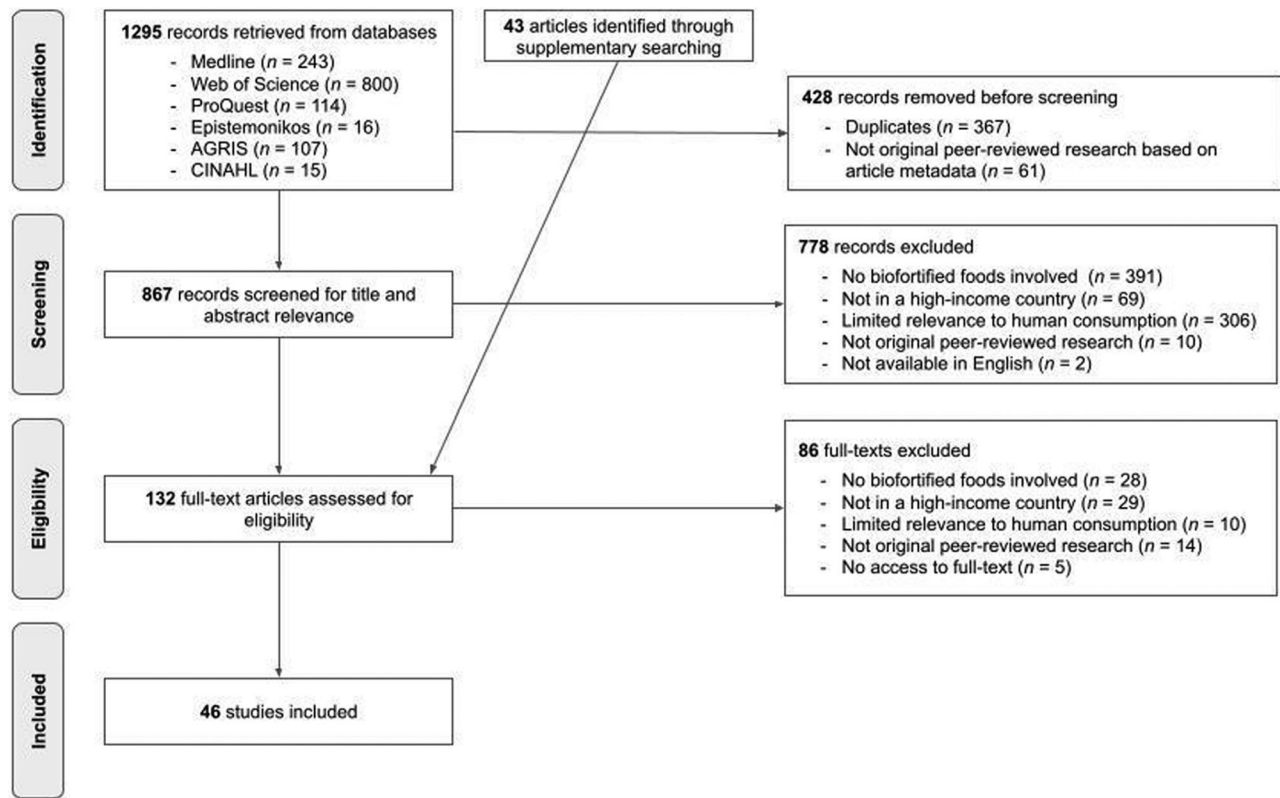 Identification
1295 records retrieved from databases
- Medline (n = 243)
- Web of Science (n = 800)
- ProQuest (n = 114)
- Epistemonikos (n = 16)
- AGRIS (n = 107)
- CINAHL (n = 15)
43 articles identified through
supplementary searching
428 records removed before screening
- Duplicates (n = 367)
- Not original peer-reviewed research based on
article metadata (n = 61)
Screening
867 records screened for title and
abstract relevance
778 records excluded
- No biofortified foods involved (n = 391)
- Not in a high-income country (n = 69)
- Limited relevance to human consumption (n = 306)
- Not original peer-reviewed research (n = 10)
- Not available in English (n = 2)
Eligibility
132 full-text articles assessed for
eligibility
86 full-texts excluded
- No biofortified foods involved (n = 28)
- Not in a high-income country (n = 29)
- Limited relevance to human consumption (n = 10)
- Not original peer-reviewed research (n = 14)
- No access to full-text (n = 5)
Included
46 studies included